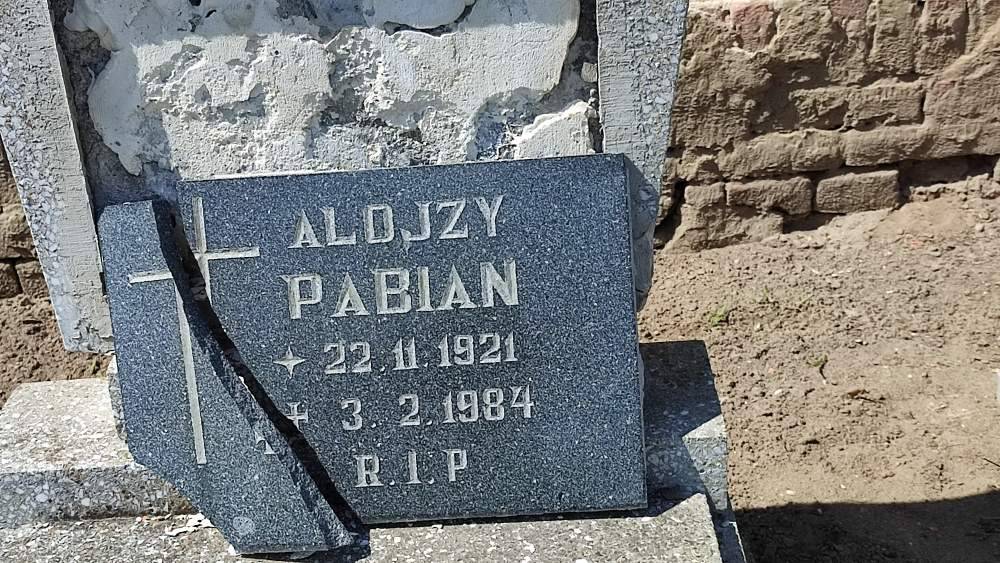 ALOJZY
PABIAN
22.11.1921
3.2.1984
R.I.P